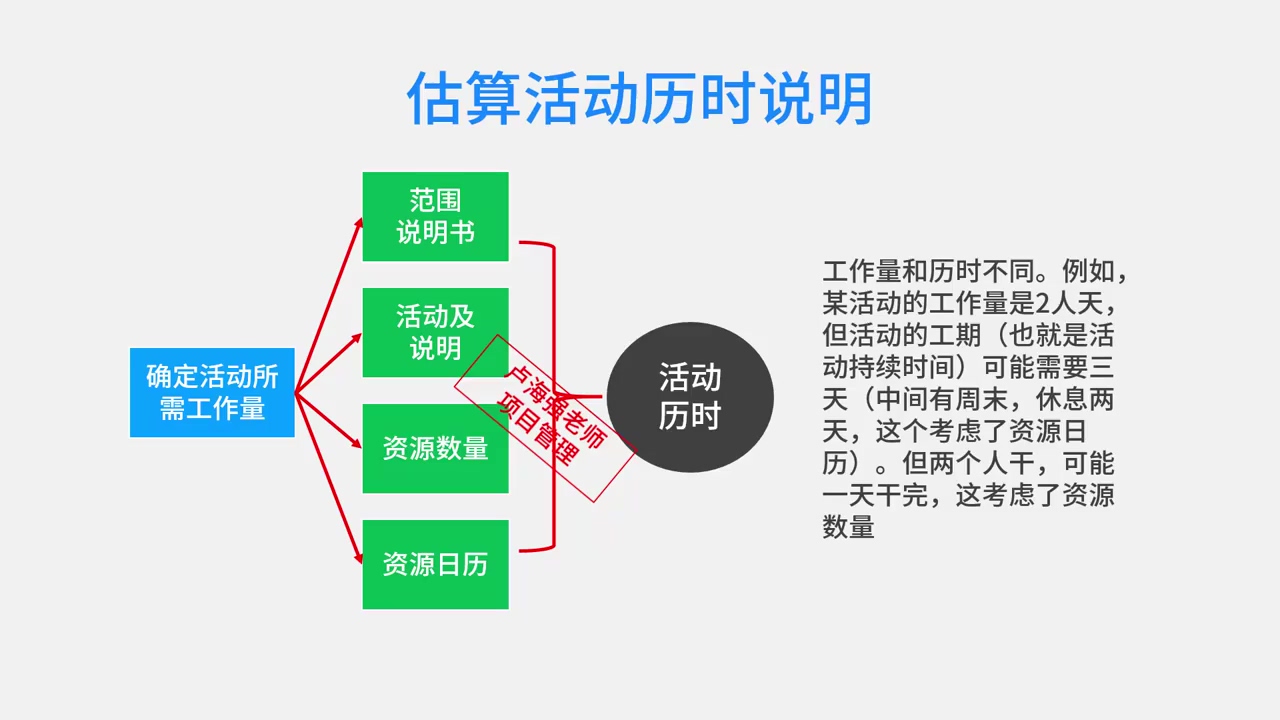 估算活动历时说明
范围
说明书
活动及
说明
确定活动所
需工作量
资源数量
资源日历
卢海强老师
项目管理
活动
历时
工作量和历时不同。例如，
某活动的工作量是2人天，
但活动的工期（也就是活
动持续时间）可能需要三
天（中间有周末，休息两
天，这个考虑了资源日
历）。但两个人干，可能
一天干完，这考虑了资源
数量